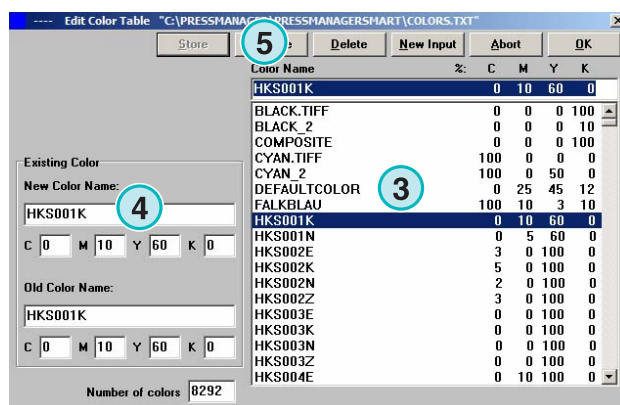 ---- Edit Color Table "C:\PRESSMANAGER\PRESSMANAGERSMART\COLORS.TXT"
Store 5 Delete New Input Abort OK
Color Name %: C M Y K
HKS001K 0 10 60 0
BLACK.TIFF 0 0 0 100
BLACK_2 0 0 0 10
COMPOSITE 0 0 0 100
CYAN.TIFF 100 0 0 0
CYAN_2 100 0 50 0
DEFAULTCOLOR 3 0 25 45 12
FALKBLAU 100 10 3 10
HKS001K 0 10 60 0
HKS001N 0 5 60 0
HKS002E 3 0 100 0
HKS002K 5 0 100 0
HKS002N 2 0 100 0
HKS002Z 3 0 100 0
HKS003E 0 0 100 0
HKS003K 0 0 100 0
HKS003N 0 0 100 0
HKS003Z 0 0 100 0
HKS004E 0 10 100 0
Existing Color
New Color Name:
HKS001K 4
C 0 M 10 Y 60 K 0
Old Color Name:
HKS001K
C 0 M 10 Y 60 K 0
Number of colors 8292